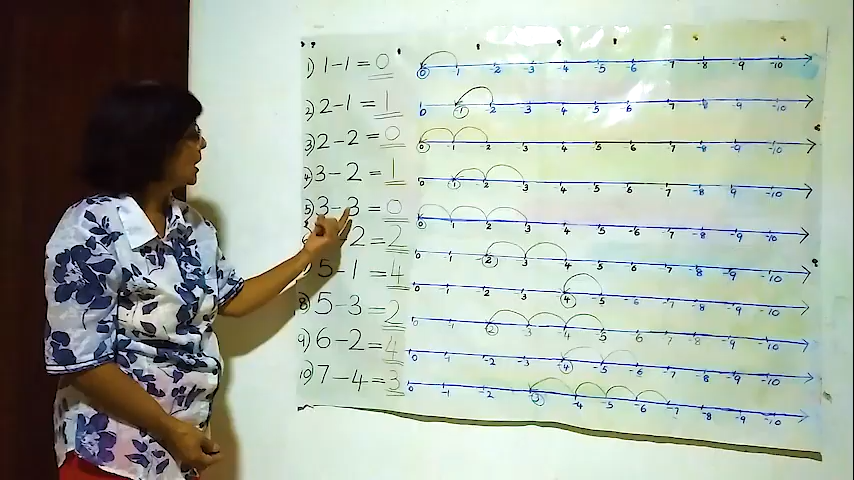 1) 1-1 = 0 0 1 2 3 4 5 6 7 8 9 10
2) 2-1 = 1 0 1 2 3 4 5 6 7 8 9 10
3) 2-2 = 0 0 1 2 3 4 5 6 7 8 9 10
4) 3-2 = 1 0 1 2 3 4 5 6 7 8 9 10
5) 3-3 = 0 0 1 2 3 4 5 6 7 8 9 10
-2 = 2 0 1 2 3 4 5 6 7 8 9 10
) 5-1 = 4 0 1 2 3 4 5 6 7 8 9 10
8) 5-3 = 2 0 1 2 3 4 5 6 7 8 9 10
9) 6-2 = 4 0 1 2 3 4 5 6 7 8 9 10
10) 7-4 = 3 0 1 2 3 4 5 6 7 8 9 10